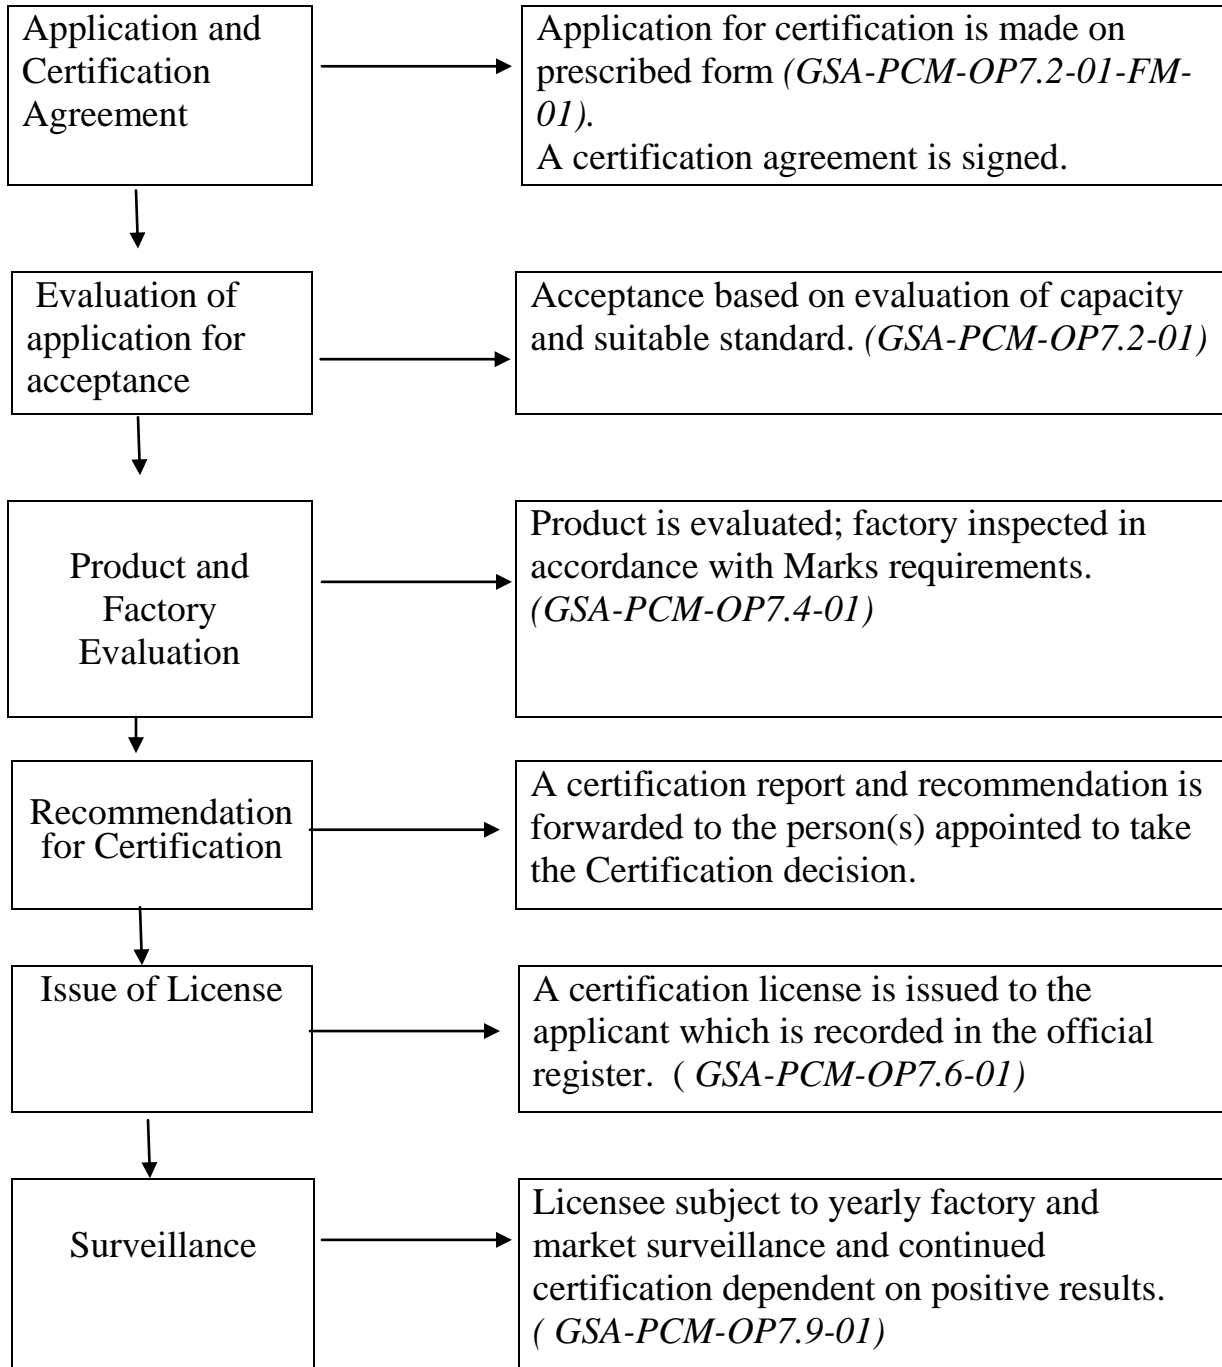 Application and
Certification
Agreement
Application for certification is made on
prescribed form (GSA-PCM-OP7.2-01-FM-
01).
A certification agreement is signed.
Evaluation of
application for
acceptance
Acceptance based on evaluation of capacity
and suitable standard. (GSA-PCM-OP7.2-01)
Product and
Factory
Evaluation
Product is evaluated; factory inspected in
accordance with Marks requirements.
(GSA-PCM-OP7.4-01)
Recommendation
for Certification
A certification report and recommendation is
forwarded to the person(s) appointed to take
the Certification decision.
Issue of License
A certification license is issued to the
applicant which is recorded in the official
register.  ( GSA-PCM-OP7.6-01)
Surveillance
Licensee subject to yearly factory and
market surveillance and continued
certification dependent on positive results.
( GSA-PCM-OP7.9-01)